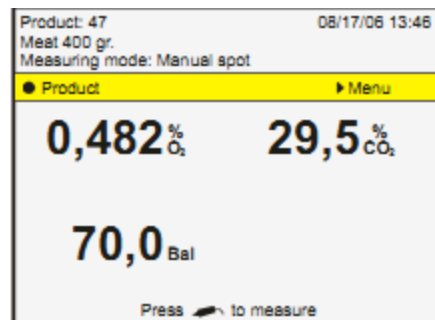 Product: 47 08/17/06 13:46
Meat 400 gr.
Measuring mode: Manual spot
Product Menu
0,482 % O₂ 29,5 % CO₂
70,0 Bal
Press to measure